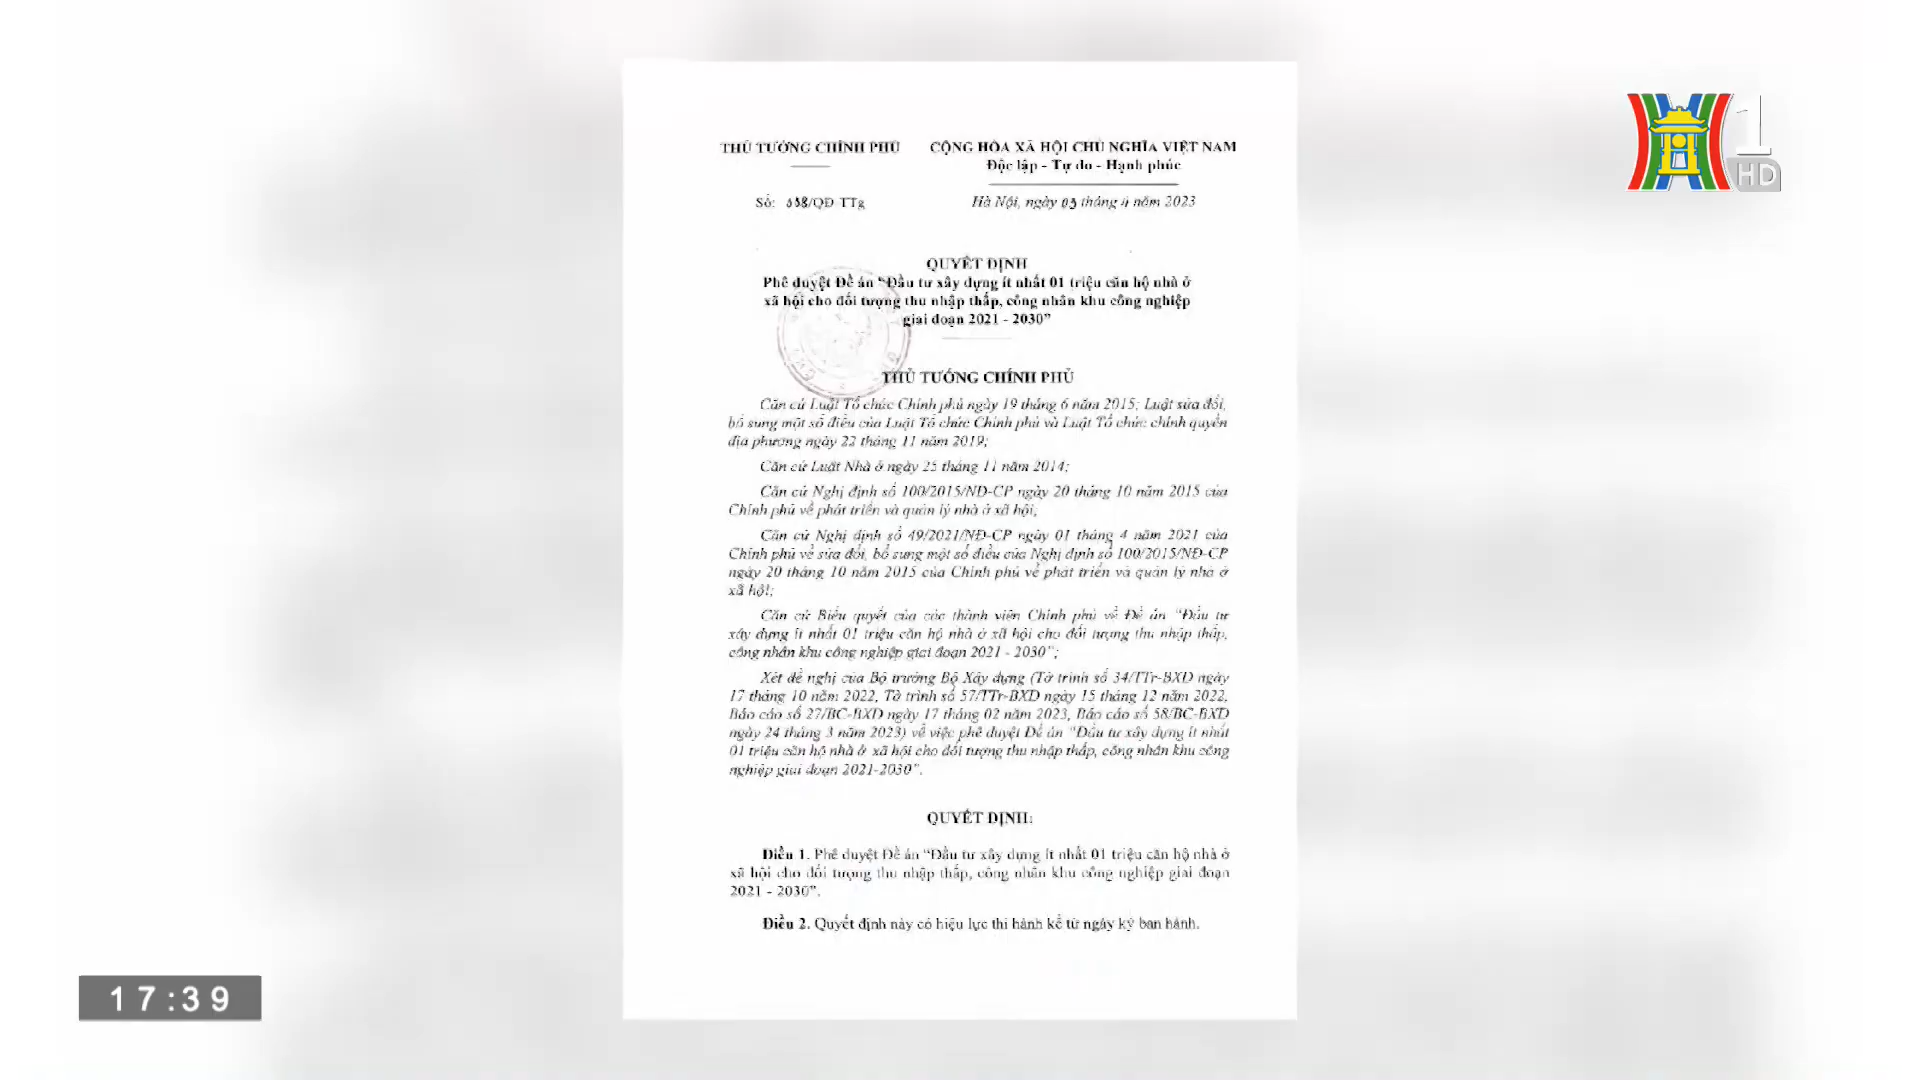 THỦ TƯỚNG CHÍNH PHỦ
CỘNG HÒA XÃ HỘI CHỦ NGHĨA VIỆT NAM
Độc lập - Tự do - Hạnh phúc
Số: 338/QĐ-TTg
Hà Nội, ngày 03 tháng 4 năm 2023
QUYẾT ĐỊNH
Phê duyệt Đề án “Đầu tư xây dựng ít nhất 01 triệu căn hộ nhà ở
xã hội cho đối tượng thu nhập thấp, công nhân khu công nghiệp
giai đoạn 2021 - 2030”
THỦ TƯỚNG CHÍNH PHỦ
Căn cứ Luật Tổ chức Chính phủ ngày 19 tháng 6 năm 2015; Luật sửa đổi,
bổ sung một số điều của Luật Tổ chức Chính phủ và Luật Tổ chức chính quyền
địa phương ngày 22 tháng 11 năm 2019;
Căn cứ Luật Nhà ở ngày 25 tháng 11 năm 2014;
Căn cứ Nghị định số 100/2015/NĐ-CP ngày 20 tháng 10 năm 2015 của
Chính phủ về phát triển và quản lý nhà ở xã hội;
Căn cứ Nghị định số 49/2021/NĐ-CP ngày 01 tháng 4 năm 2021 của
Chính phủ về sửa đổi, bổ sung một số điều của Nghị định số 100/2015/NĐ-CP
ngày 20 tháng 10 năm 2015 của Chính phủ về phát triển và quản lý nhà ở
xã hội;
Căn cứ Biểu quyết của các thành viên Chính phủ về Đề án “Đầu tư
xây dựng ít nhất 01 triệu căn hộ nhà ở xã hội cho đối tượng thu nhập thấp,
công nhân khu công nghiệp giai đoạn 2021 - 2030”;
Xét đề nghị của Bộ trưởng Bộ Xây dựng (Tờ trình số 34/TTr-BXD ngày
17 tháng 10 năm 2022, Tờ trình số 57/TTr-BXD ngày 15 tháng 12 năm 2022,
Báo cáo số 27/BC-BXD ngày 17 tháng 02 năm 2023, Báo cáo số 58/BC-BXD
ngày 24 tháng 3 năm 2023) về việc phê duyệt Đề án “Đầu tư xây dựng ít nhất
01 triệu căn hộ nhà ở xã hội cho đối tượng thu nhập thấp, công nhân khu công
nghiệp giai đoạn 2021-2030”.
QUYẾT ĐỊNH:
Điều 1. Phê duyệt Đề án “Đầu tư xây dựng ít nhất 01 triệu căn hộ nhà ở
xã hội cho đối tượng thu nhập thấp, công nhân khu công nghiệp giai đoạn
2021 - 2030”.
Điều 2. Quyết định này có hiệu lực thi hành kể từ ngày ký ban hành.
1
HD
17:39